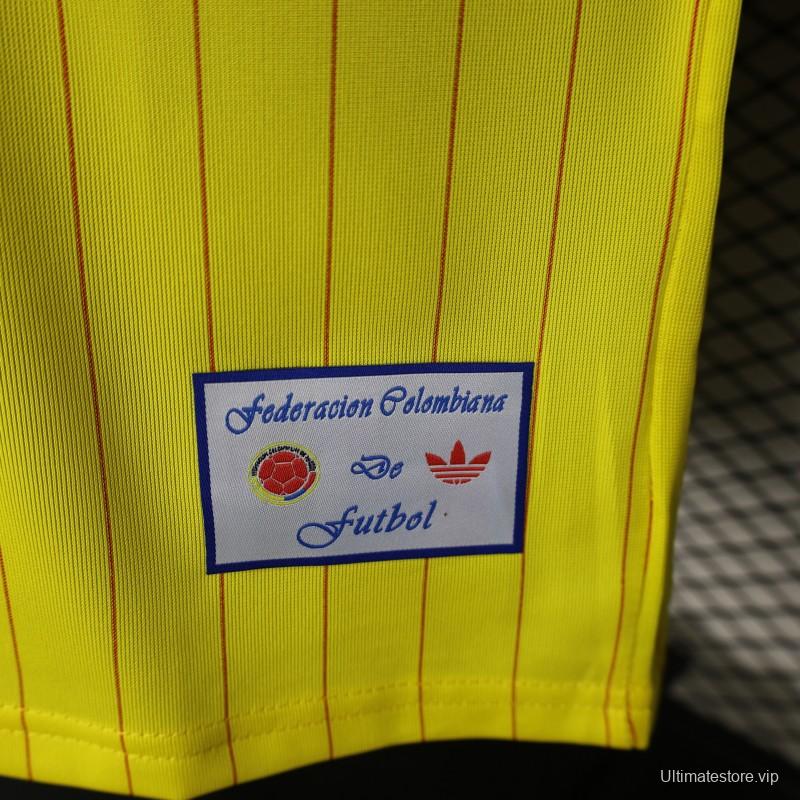 Federacion Colombiana
De
Futbol
Ultimatestore.vip